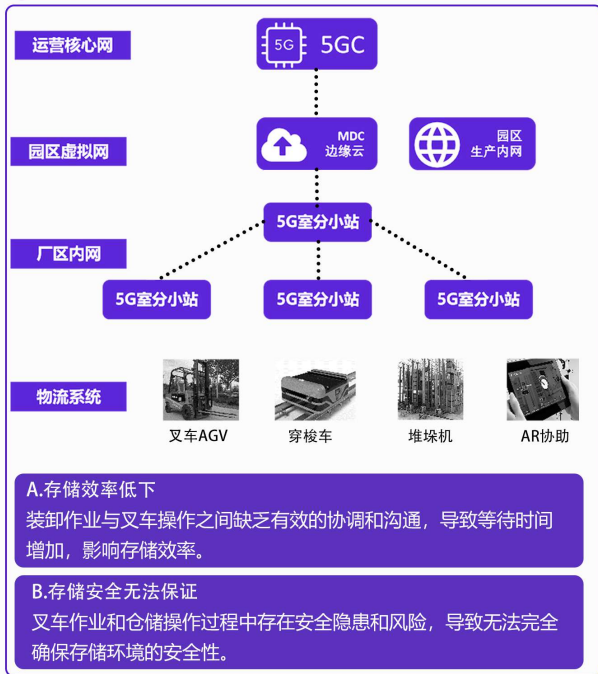 运营核心网
5G
5GC
园区虚拟网
MDC
边缘云
园区
生产内网
5G室分小站
厂区内网
5G室分小站
5G室分小站
5G室分小站
物流系统
叉车AGV
穿梭车
堆垛机
AR协助
A.存储效率低下
装卸作业与叉车操作之间缺乏有效的协调和沟通，导致等待时间
增加，影响存储效率。
B.存储安全无法保证
叉车作业和仓储操作过程中存在安全隐患和风险，导致无法完全
确保存储环境的安全性。